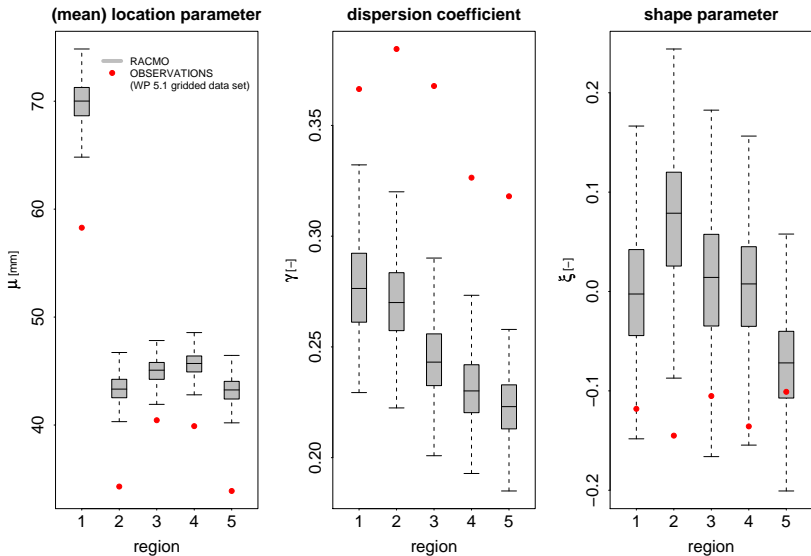 (mean) location parameter
70
60
50
40
μ [mm]
RACMO
OBSERVATIONS
(WP 5.1 gridded data set)
1 2 3 4 5
region
dispersion coefficient
0.35
0.30
0.25
0.20
γ [-]
1 2 3 4 5
region
shape parameter
0.2
0.1
0.0
−0.1
−0.2
ξ [-]
1 2 3 4 5
region